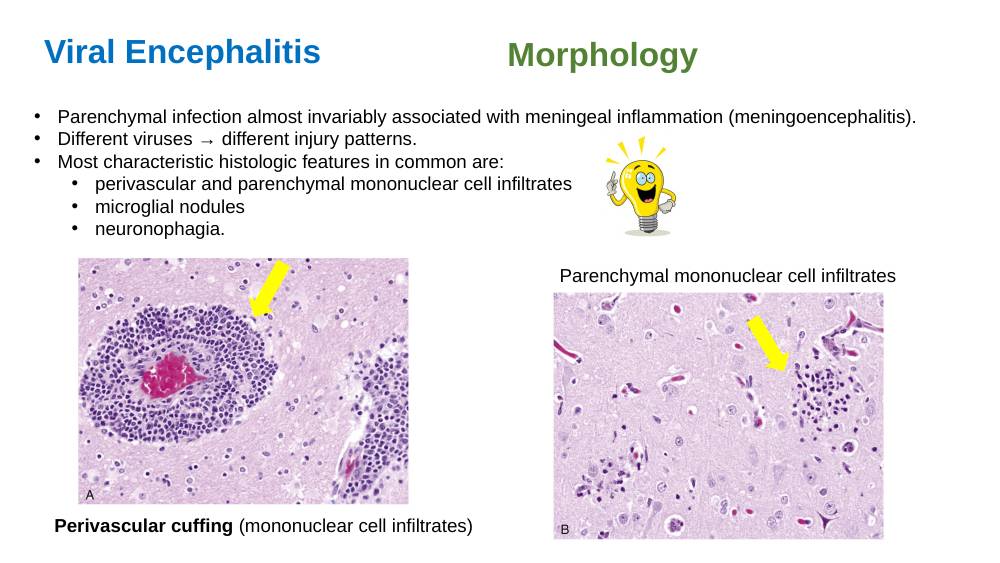 Viral Encephalitis
Morphology
• Parenchymal infection almost invariably associated with meningeal inflammation (meningoencephalitis).
• Different viruses → different injury patterns.
• Most characteristic histologic features in common are:
• perivascular and parenchymal mononuclear cell infiltrates
• microglial nodules
• neuronophagia.
Parenchymal mononuclear cell infiltrates
A
B
Perivascular cuffing (mononuclear cell infiltrates)